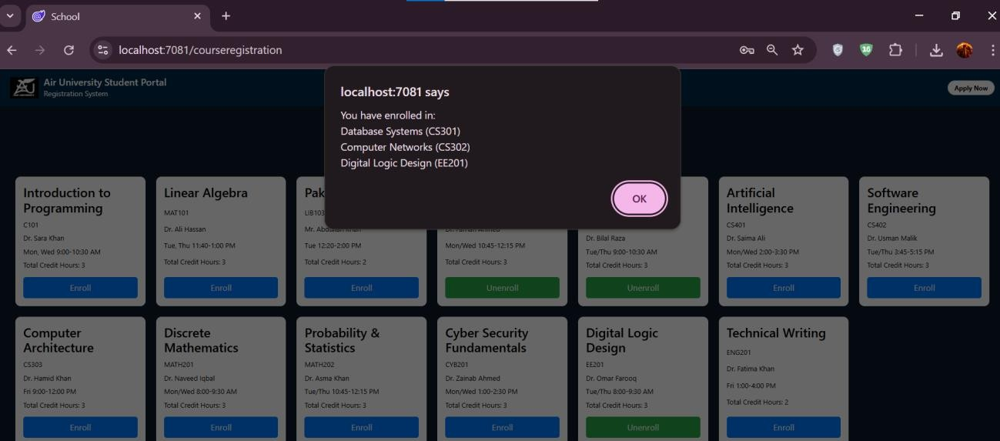 School
localhost:7081/courseregistration
16
Air University Student Portal
Registration System
Apply Now
localhost:7081 says
You have enrolled in:
Database Systems (CS301)
Computer Networks (CS302)
Digital Logic Design (EE201)
OK
Introduction to
Programming
C101
Dr. Sara Khan
Mon, Wed 9:00-10:30 AM
Total Credit Hours: 3
Enroll
Linear Algebra
MAT101
Dr. Ali Hassan
Tue, Thu 11:40-1:00 PM
Total Credit Hours: 3
Enroll
Pak
LIB103
Mr. Abdullah Khan
Tue 12:20-2:00 PM
Total Credit Hours: 2
Enroll
Mon/Wed 10:45-12:15 PM
Total Credit Hours: 3
Unenroll
Dr. Bilal Raza
Tue/Thu 9:00-10:30 AM
Total Credit Hours: 3
Unenroll
Artificial
Intelligence
CS401
Dr. Saima Ali
Mon/Wed 2:00-3:30 PM
Total Credit Hours: 3
Enroll
Software
Engineering
CS402
Dr. Usman Malik
Tue/Thu 3:45-5:15 PM
Total Credit Hours: 3
Enroll
Computer
Architecture
CS303
Dr. Hamid Khan
Fri 9:00-12:00 PM
Total Credit Hours: 3
Enroll
Discrete
Mathematics
MATH201
Dr. Naveed Iqbal
Mon/Wed 8:00-9:30 AM
Total Credit Hours: 3
Enroll
Probability &
Statistics
MATH202
Dr. Asma Khan
Tue/Thu 10:45-12:15 PM
Total Credit Hours: 3
Enroll
Cyber Security
Fundamentals
CYB201
Dr. Zainab Ahmed
Mon/Wed 1:00-2:30 PM
Total Credit Hours: 3
Enroll
Digital Logic
Design
EE201
Dr. Omar Farooq
Tue/Thu 8:00-9:30 AM
Total Credit Hours: 3
Unenroll
Technical Writing
ENG201
Dr. Fatima Khan
Fri 1:00-4:00 PM
Total Credit Hours: 2
Enroll